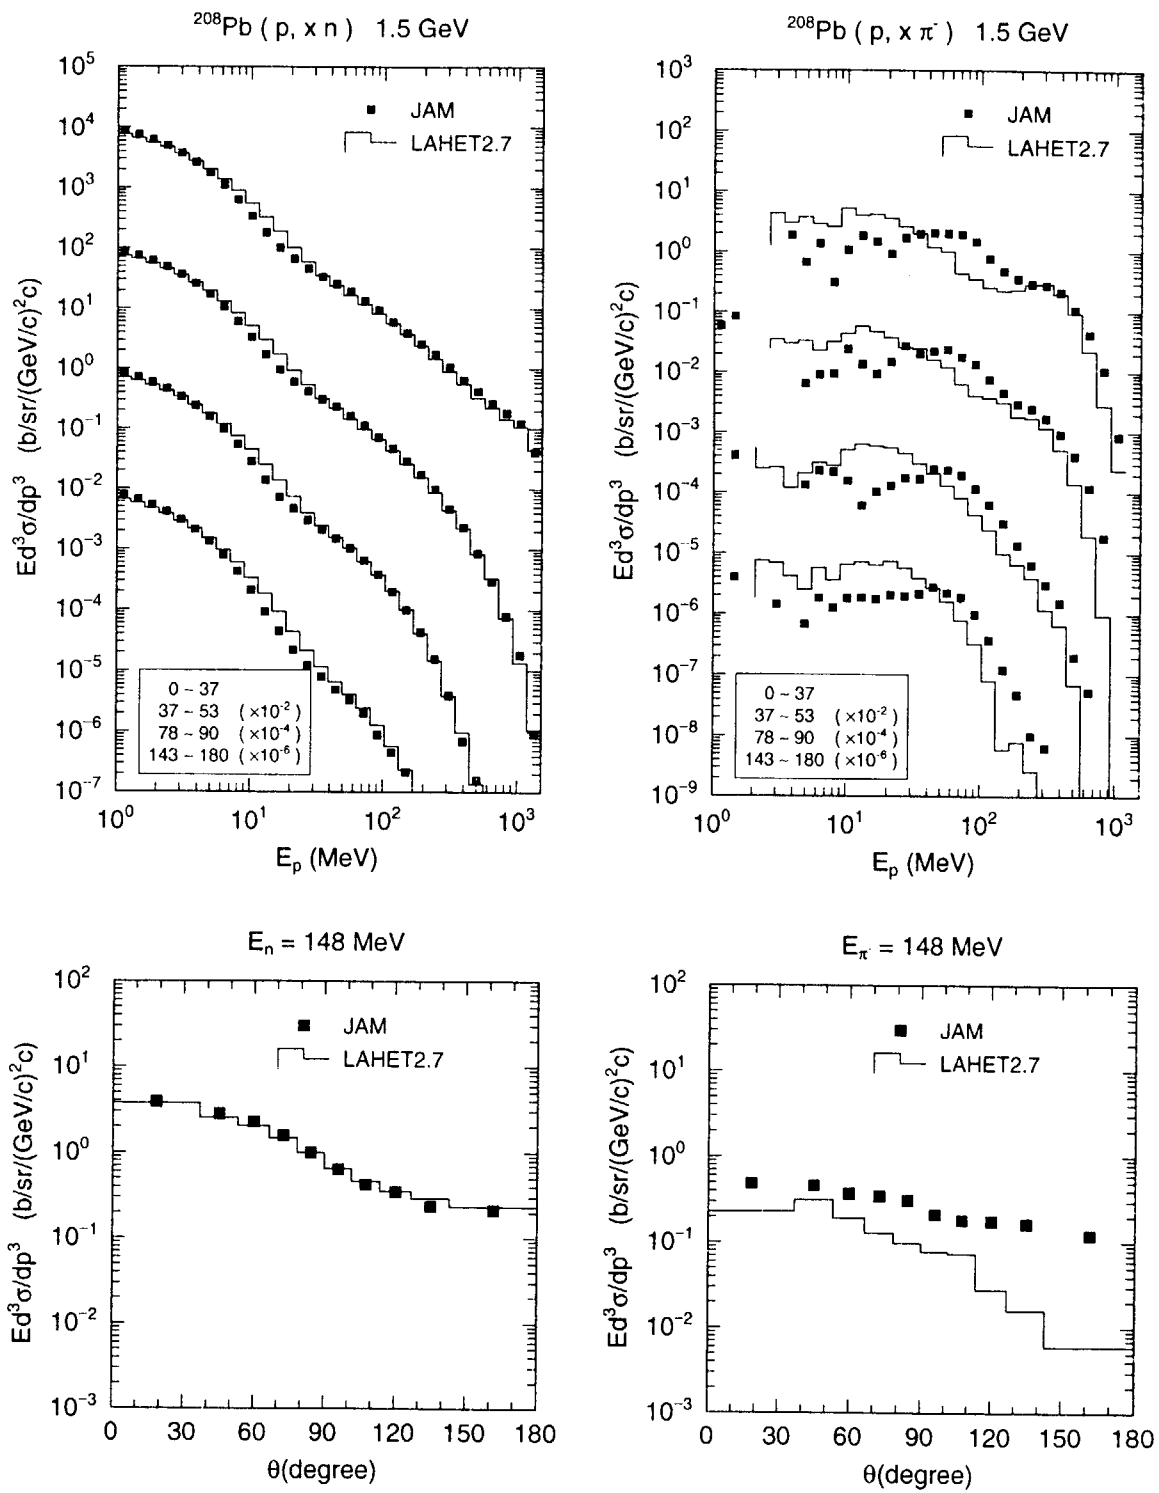 ²⁰⁸Pb ( p, x n ) 1.5 GeV
10⁵
10⁴
10³
10²
10¹
10⁰
10⁻¹
10⁻²
10⁻³
10⁻⁴
10⁻⁵
10⁻⁶
10⁻⁷
Ed³σ/dp³ (b/sr/(GeV/c)²c)
JAM
LAHET2.7
0 ~ 37
37 ~ 53 ( ×10⁻² )
78 ~ 90 ( ×10⁻⁴ )
143 ~ 180 ( ×10⁻⁶ )
10⁰ 10¹ 10² 10³
Eₚ (MeV)
²⁰⁸Pb ( p, x π⁻ ) 1.5 GeV
10³
10²
10¹
10⁰
10⁻¹
10⁻²
10⁻³
10⁻⁴
10⁻⁵
10⁻⁶
10⁻⁷
10⁻⁸
10⁻⁹
Ed³σ/dp³ (b/sr/(GeV/c)²c)
JAM
LAHET2.7
0 ~ 37
37 ~ 53 ( ×10⁻² )
78 ~ 90 ( ×10⁻⁴ )
143 ~ 180 ( ×10⁻⁶ )
10⁰ 10¹ 10² 10³
Eₚ (MeV)
Eₙ = 148 MeV
10²
10¹
10⁰
10⁻¹
10⁻²
10⁻³
Ed³σ/dp³ (b/sr/(GeV/c)²c)
JAM
LAHET2.7
0 30 60 90 120 150 180
θ(degree)
E_π⁻ = 148 MeV
10²
10¹
10⁰
10⁻¹
10⁻²
10⁻³
Ed³σ/dp³ (b/sr/(GeV/c)²c)
JAM
LAHET2.7
0 30 60 90 120 150 180
θ(degree)